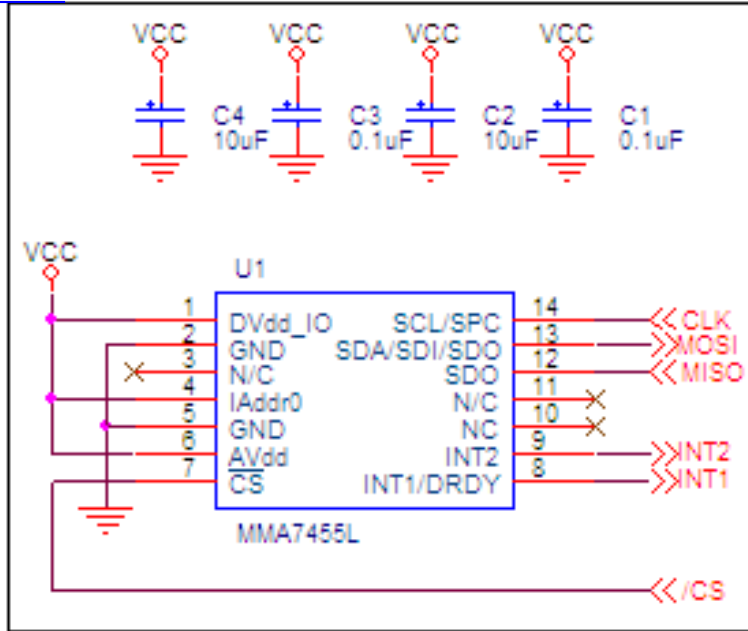 VCC VCC VCC VCC
C4 C3 C2 C1
10uF 0.1uF 10uF 0.1uF
VCC
U1
1 DVdd_IO SCL/SPC 14 CLK
2 GND SDA/SDI/SDO 13 MOSI
3 N/C SDO 12 MISO
4 IAddr0 N/C 11
5 GND NC 10
6 AVdd INT2 9 INT2
7 CS INT1/DRDY 8 INT1
MMA7455L
/CS